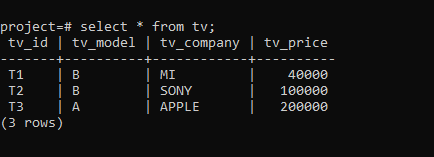 project=# select * from tv;
 tv_id | tv_model | tv_company | tv_price
-------+----------+------------+----------
 T1    | B        | MI         |    40000
 T2    | B        | SONY       |   100000
 T3    | A        | APPLE      |   200000
(3 rows)